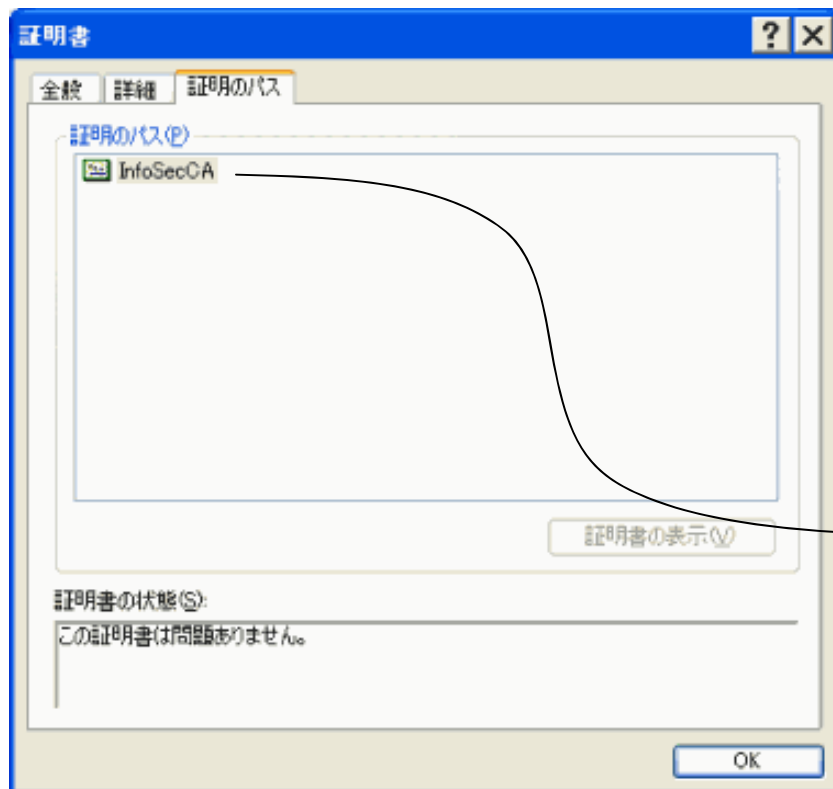 証明書
全般 詳細 証明のパス
証明のパス(P)
InfoSecCA
証明書の表示(V)
証明書の状態(S):
この証明書は問題ありません。
OK